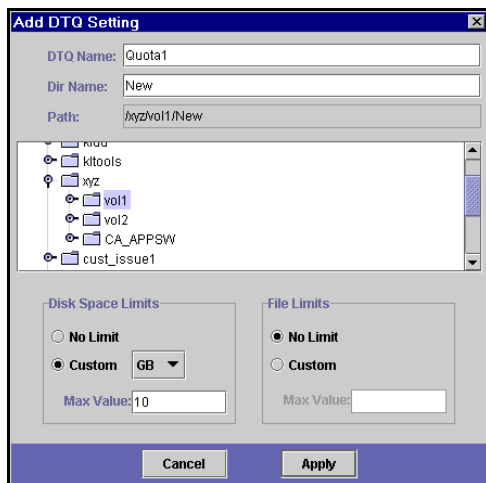 Add DTQ Setting
DTQ Name: Quota1
Dir Name: New
Path: /xyz/vol1/New
kltools
xyz
vol1
vol2
CA_APPSW
cust_issue1
Disk Space Limits
No Limit
Custom GB
Max Value: 10
File Limits
No Limit
Custom
Max Value:
Cancel Apply